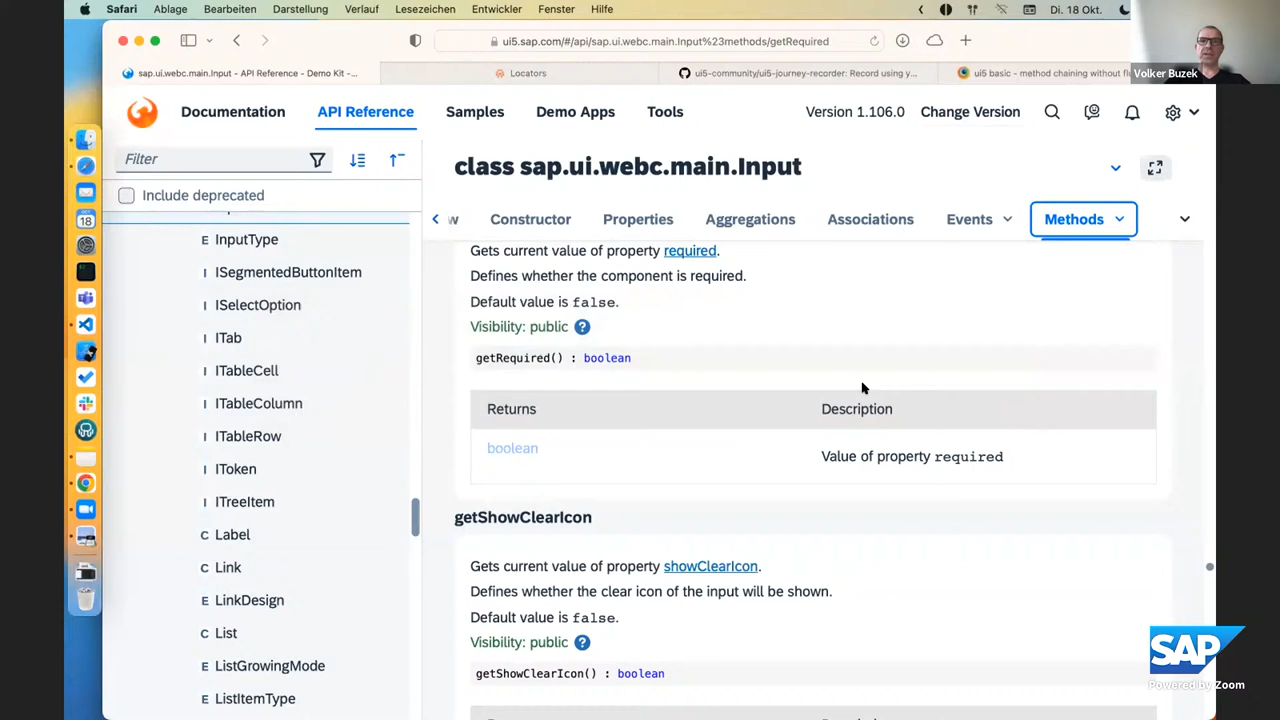 Safari Ablage Bearbeiten Darstellung Verlauf Lesezeichen Entwickler Fenster Hilfe Di. 18 Okt.
ui5.sap.com/#/api/sap.ui.webc.main.Input%23methods/getRequired
sap.ui.webc.main.Input - API Reference - Demo Kit -... Locators ui5-community/ui5-journey-recorder: Record using y... ui5 basic - method chaining without
Volker Buzek
Documentation API Reference Samples Demo Apps Tools Version 1.106.0 Change Version
Filter
Include deprecated
InputType
ISegmentedButtonItem
ISelectOption
ITab
ITableCell
ITableColumn
ITableRow
IToken
ITreeItem
Label
Link
LinkDesign
List
ListGrowingMode
ListItemType
class sap.ui.webc.main.Input
w Constructor Properties Aggregations Associations Events Methods
Gets current value of property required.
Defines whether the component is required.
Default value is false.
Visibility: public ?
getRequired() : boolean
Returns Description
boolean Value of property required
getShowClearIcon
Gets current value of property showClearIcon.
Defines whether the clear icon of the input will be shown.
Default value is false.
Visibility: public ?
getShowClearIcon() : boolean
SAP
Powered by Zoom